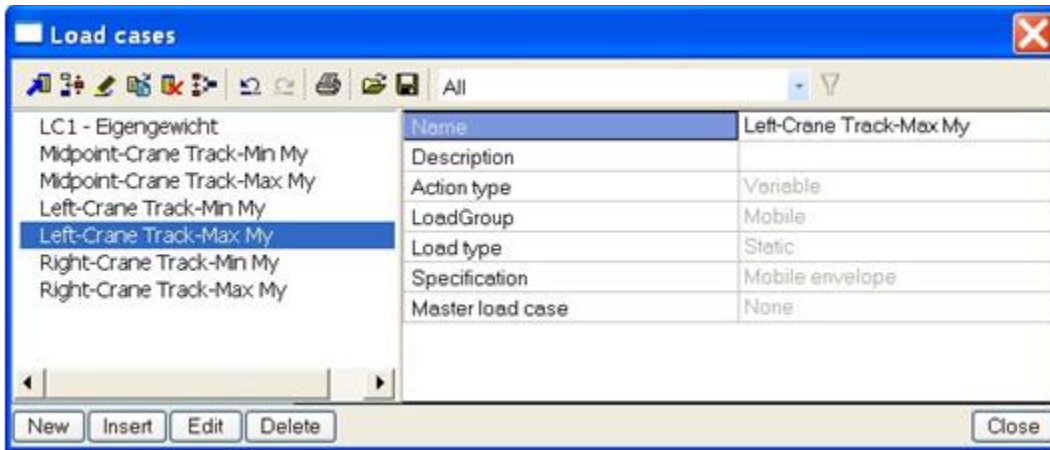 Load cases
All
LC1 - Eigengewicht
Midpoint-Crane Track-Min My
Midpoint-Crane Track-Max My
Left-Crane Track-Min My
Left-Crane Track-Max My
Right-Crane Track-Min My
Right-Crane Track-Max My
Name Left-Crane Track-Max My
Description
Action type Variable
LoadGroup Mobile
Load type Static
Specification Mobile envelope
Master load case None
New Insert Edit Delete Close